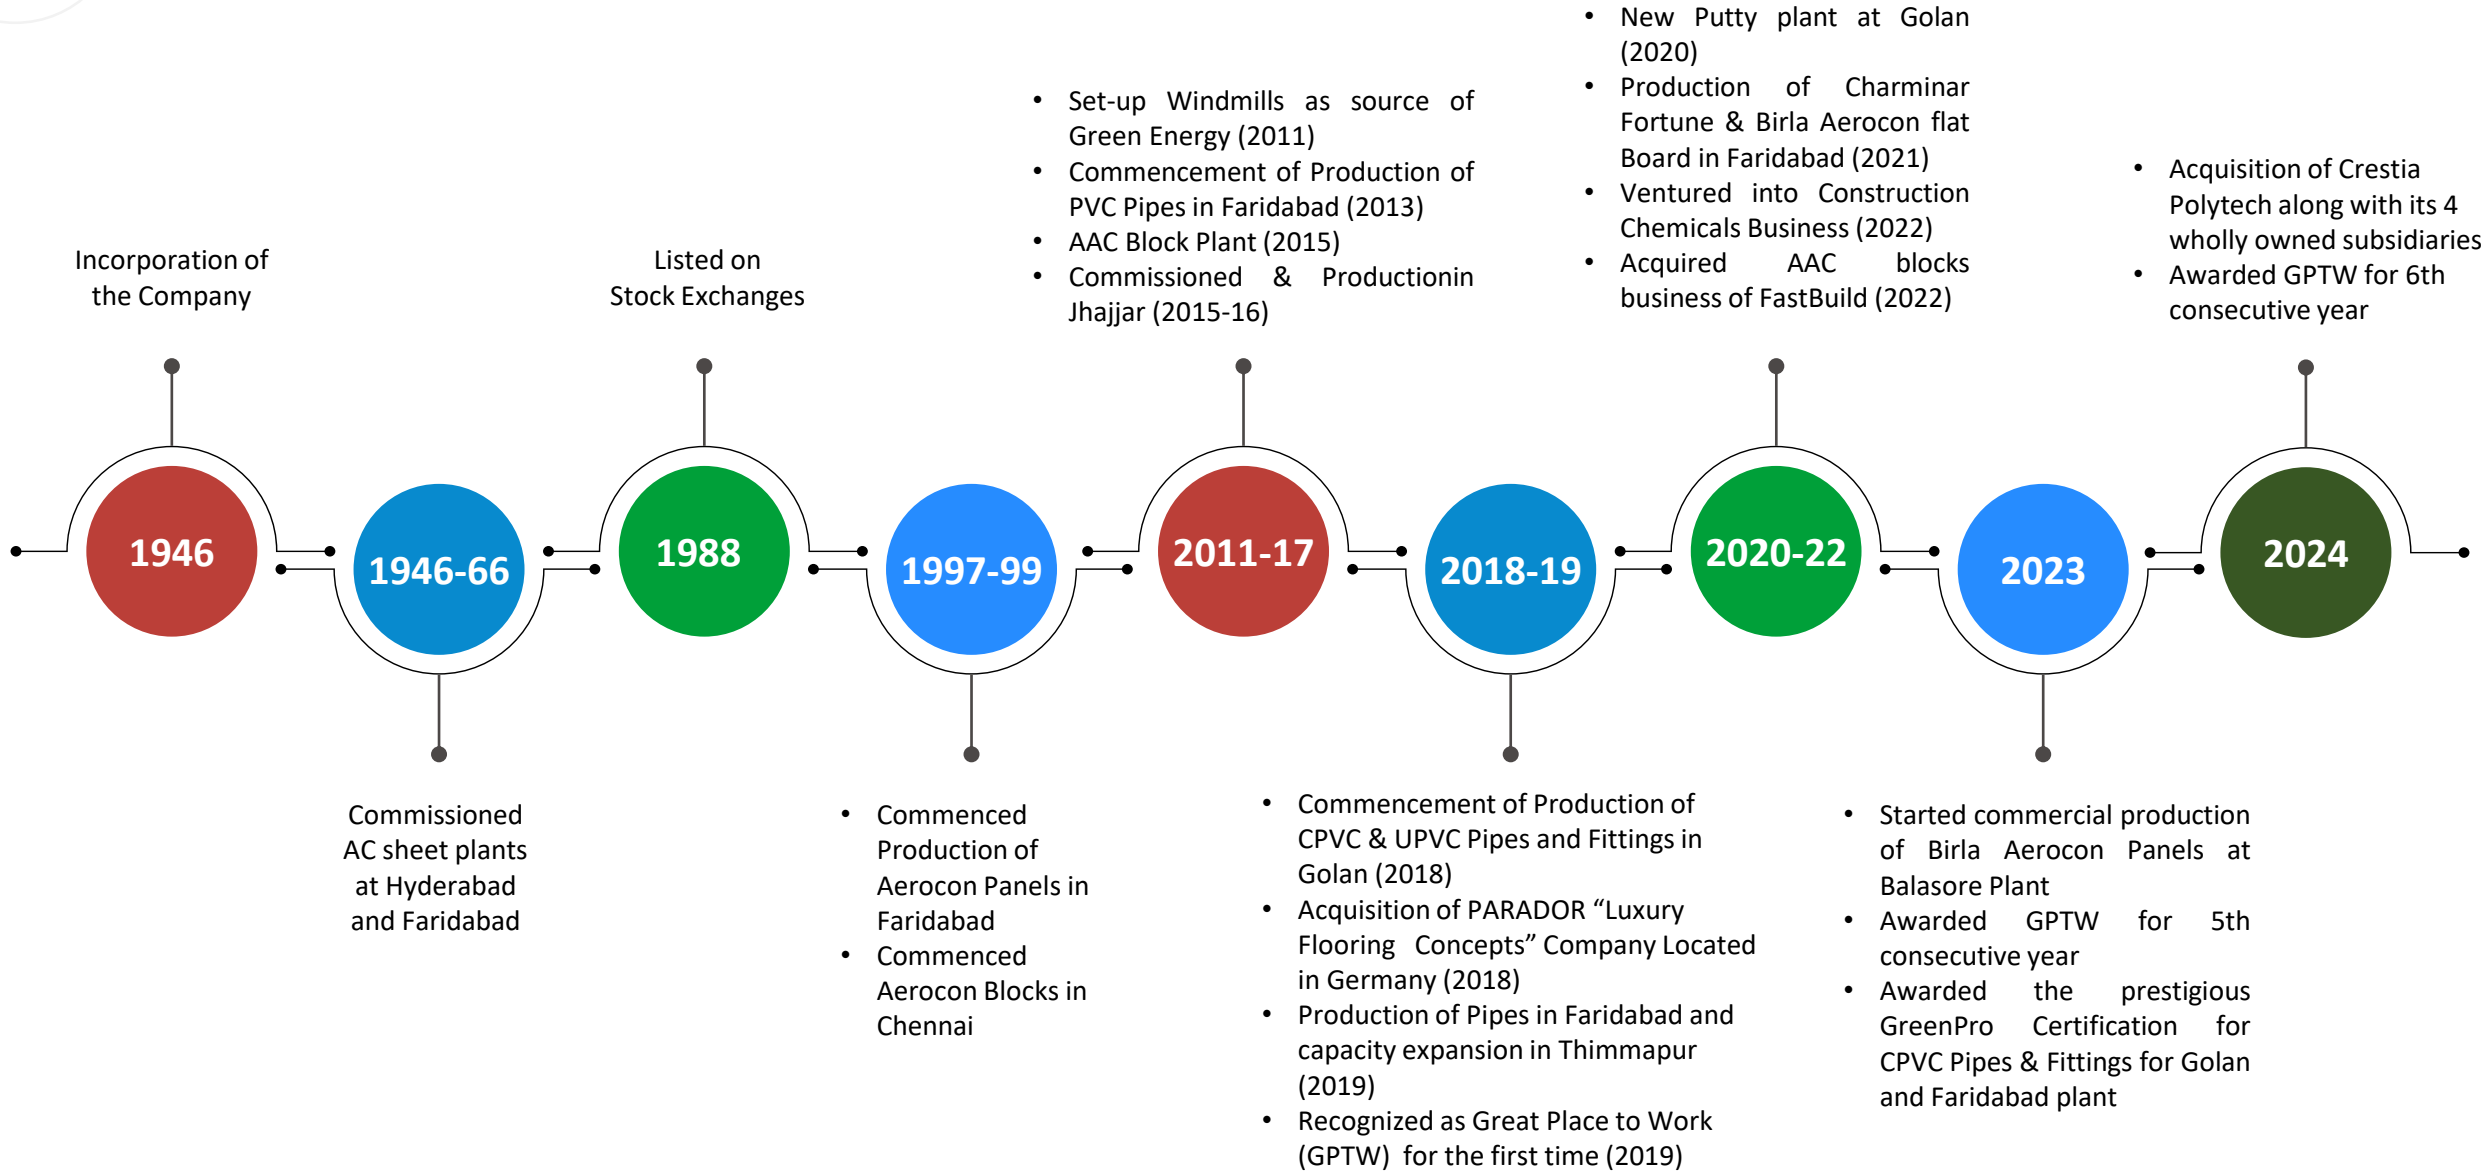 1946
Incorporation of
the Company
1946-66
Commissioned
AC sheet plants
at Hyderabad
and Faridabad
1988
Listed on
Stock Exchanges
1997-99
• Commenced
Production of
Aerocon Panels in
Faridabad
• Commenced
Aerocon Blocks in
Chennai
2011-17
• Set-up Windmills as source of
Green Energy (2011)
• Commencement of Production of
PVC Pipes in Faridabad (2013)
• AAC Block Plant (2015)
• Commissioned & Productionin
Jhajjar (2015-16)
2018-19
• Commencement of Production of
CPVC & UPVC Pipes and Fittings in
Golan (2018)
• Acquisition of PARADOR “Luxury
Flooring Concepts” Company Located
in Germany (2018)
• Production of Pipes in Faridabad and
capacity expansion in Thimmapur
(2019)
• Recognized as Great Place to Work
(GPTW) for the first time (2019)
2020-22
• New Putty plant at Golan
(2020)
• Production of Charminar
Fortune & Birla Aerocon flat
Board in Faridabad (2021)
• Ventured into Construction
Chemicals Business (2022)
• Acquired AAC blocks
business of FastBuild (2022)
2023
• Started commercial production
of Birla Aerocon Panels at
Balasore Plant
• Awarded GPTW for 5th
consecutive year
• Awarded the prestigious
GreenPro Certification for
CPVC Pipes & Fittings for Golan
and Faridabad plant
2024
• Acquisition of Crestia
Polytech along with its 4
wholly owned subsidiaries
• Awarded GPTW for 6th
consecutive year